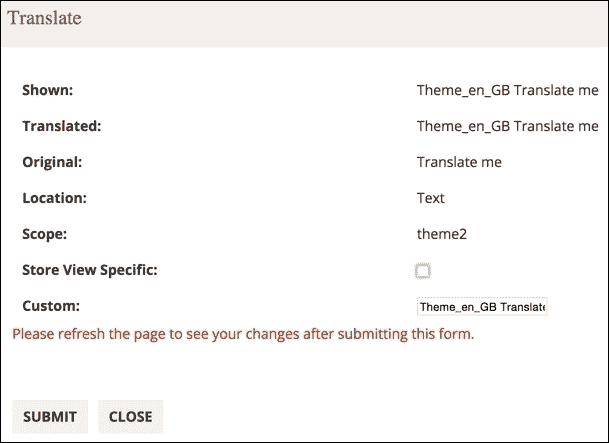 Translate
Shown: Theme_en_GB Translate me
Translated: Theme_en_GB Translate me
Original: Translate me
Location: Text
Scope: theme2
Store View Specific:
Custom: Theme_en_GB Translate
Please refresh the page to see your changes after submitting this form.
SUBMIT CLOSE